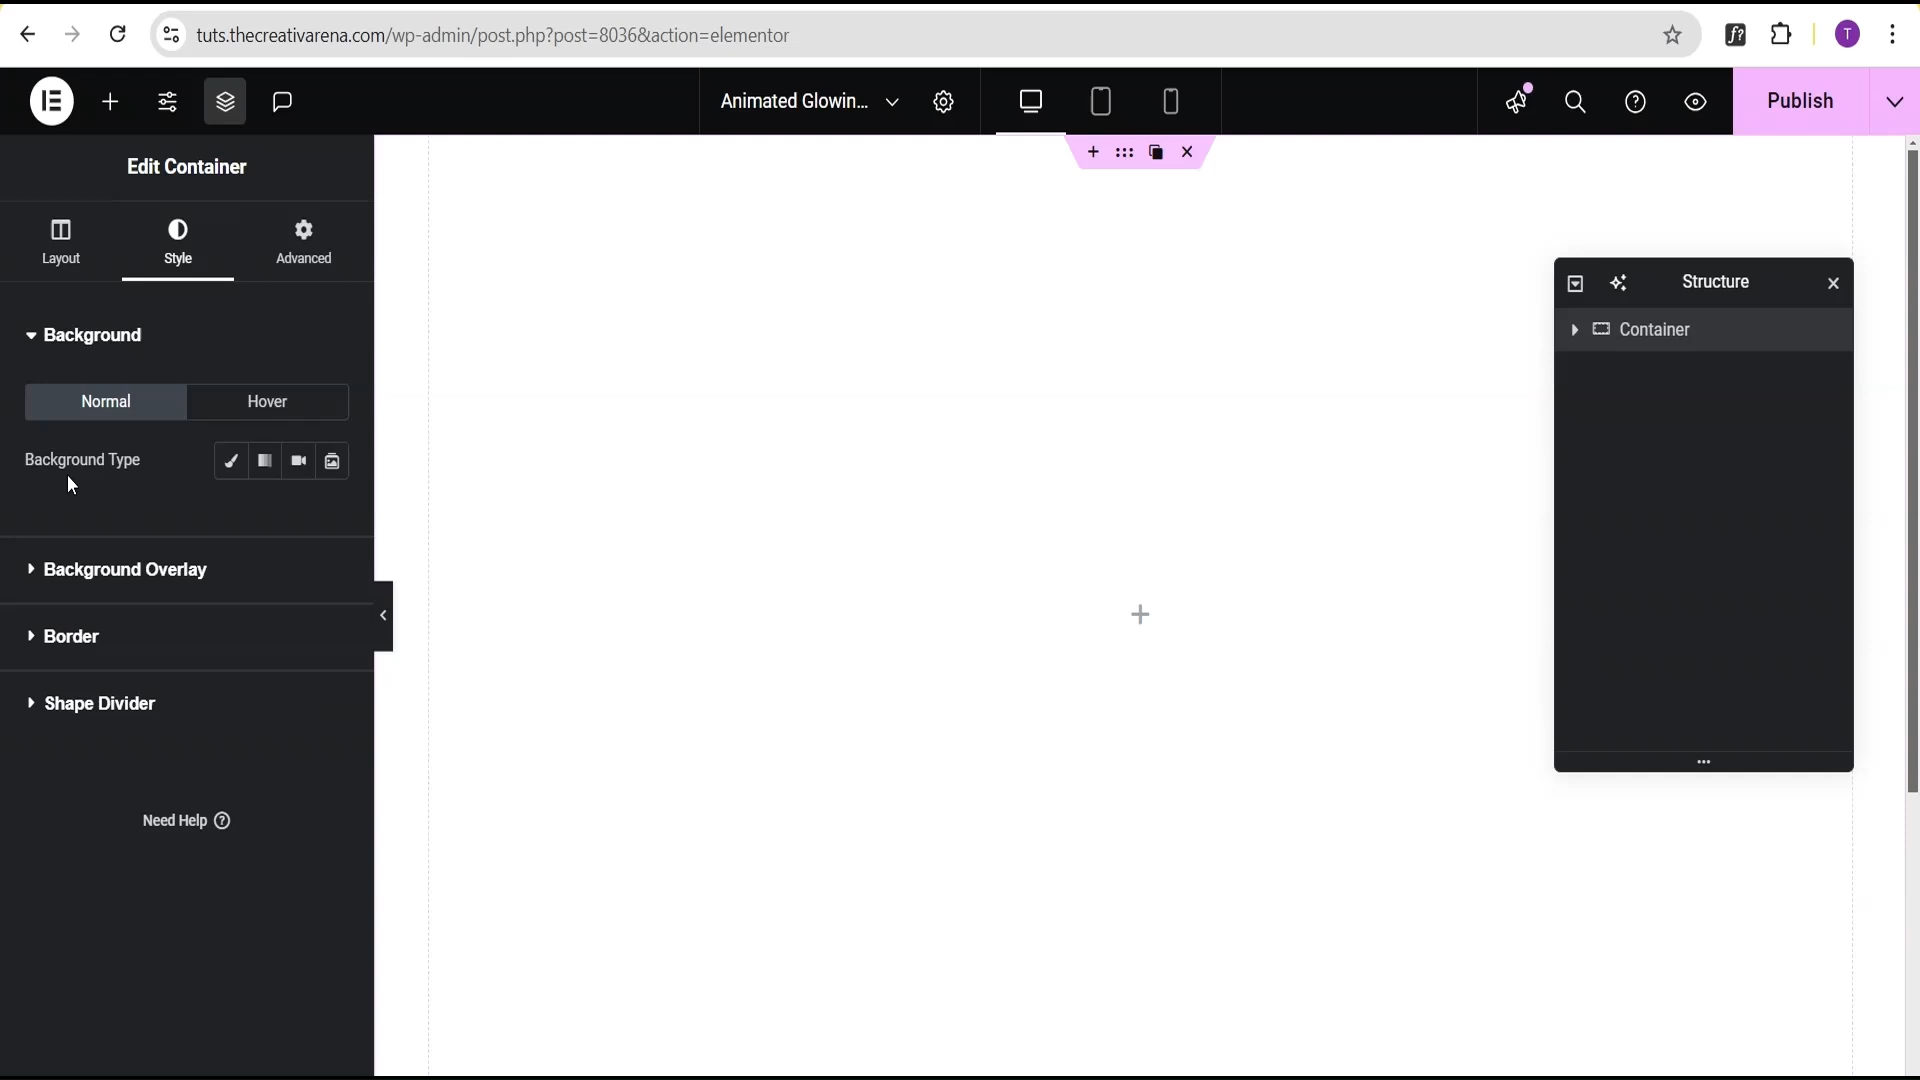 tuts.thecreativarena.com/wp-admin/post.php?post=8036&action=elementor
f?
T
Animated Glowin...
Publish
Edit Container
Layout
Style
Advanced
Structure
Background
Container
Normal
Hover
Background Type
Background Overlay
Border
Shape Divider
Need Help